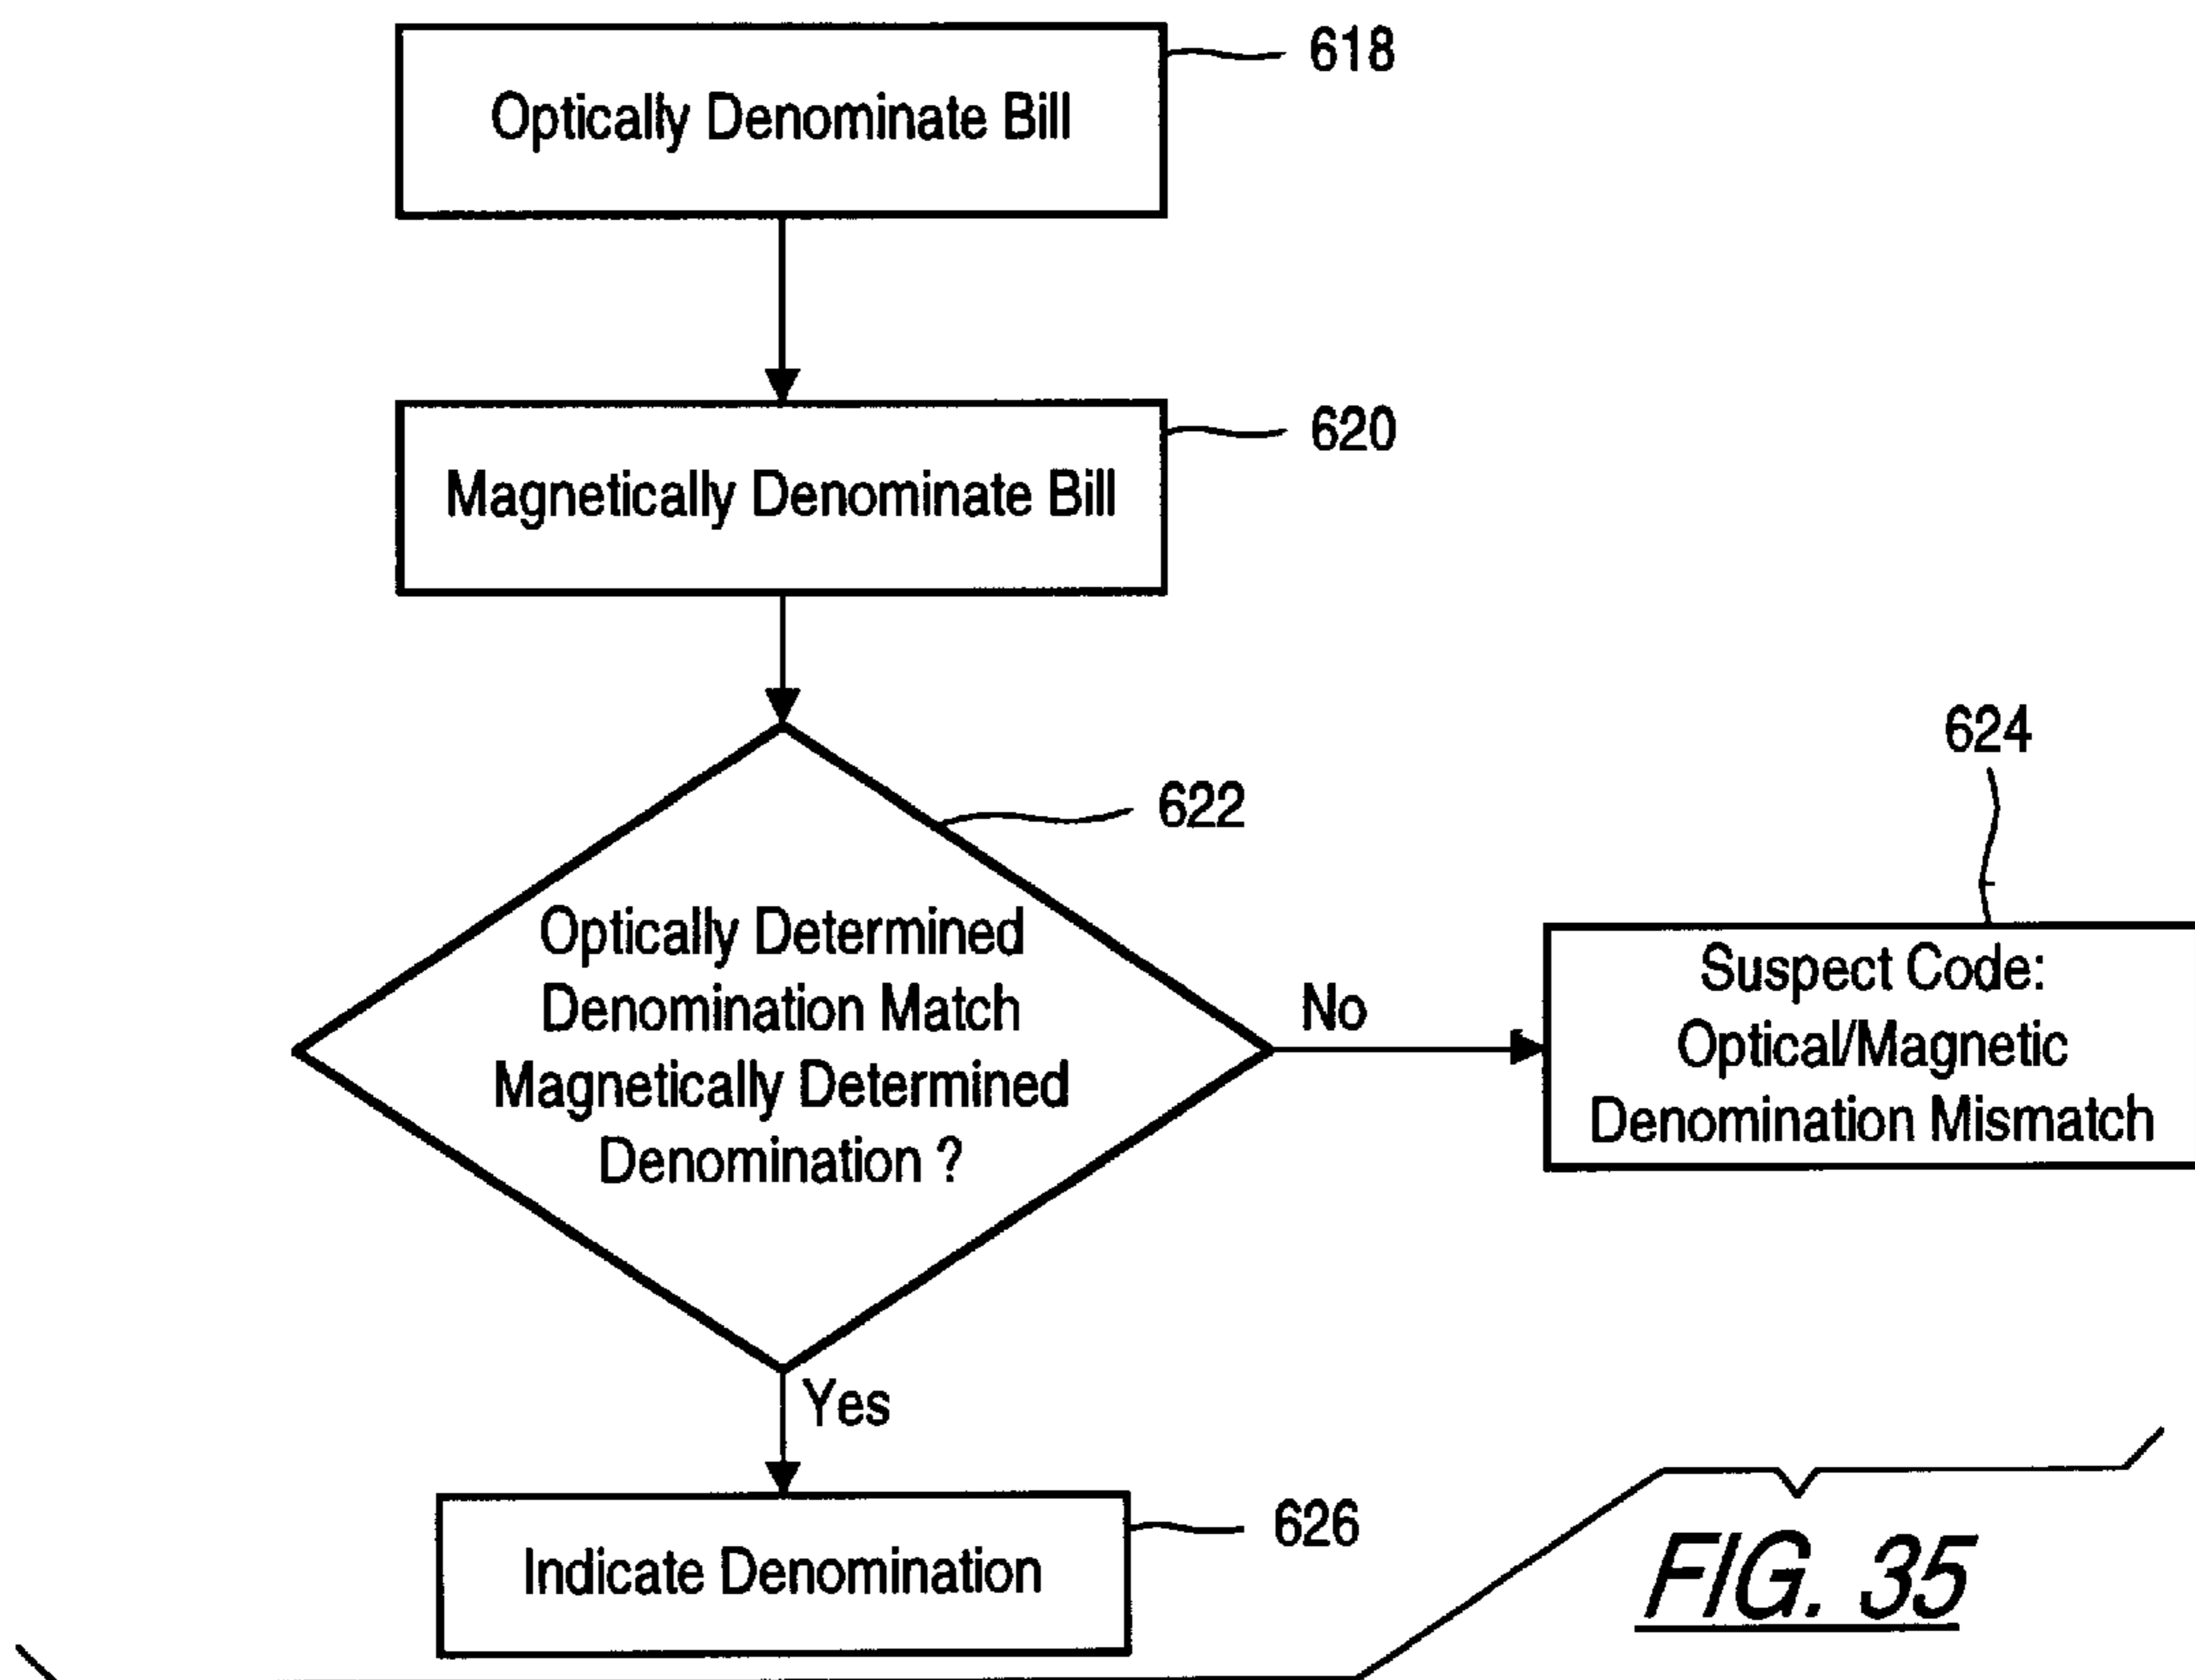 618
Optically Denominate Bill
620
Magnetically Denominate Bill
622
Optically Determined
Denomination Match
Magnetically Determined
Denomination ?
No
624
Suspect Code:
Optical/Magnetic
Denomination Mismatch
Yes
626
Indicate Denomination
FIG. 35